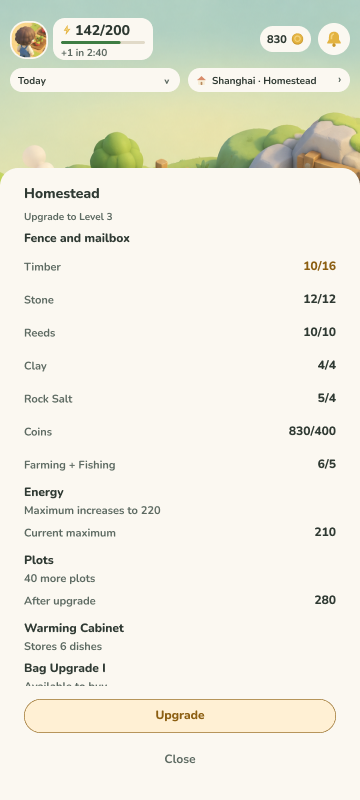 142/200
+1 in 2:40
830
Today
Shanghai · Homestead
Homestead
Upgrade to Level 3
Fence and mailbox
Timber 10/16
Stone 12/12
Reeds 10/10
Clay 4/4
Rock Salt 5/4
Coins 830/400
Farming + Fishing 6/5
Energy
Maximum increases to 220
Current maximum 210
Plots
40 more plots
After upgrade 280
Warming Cabinet
Stores 6 dishes
Bag Upgrade I
Available to buy
Upgrade
Close